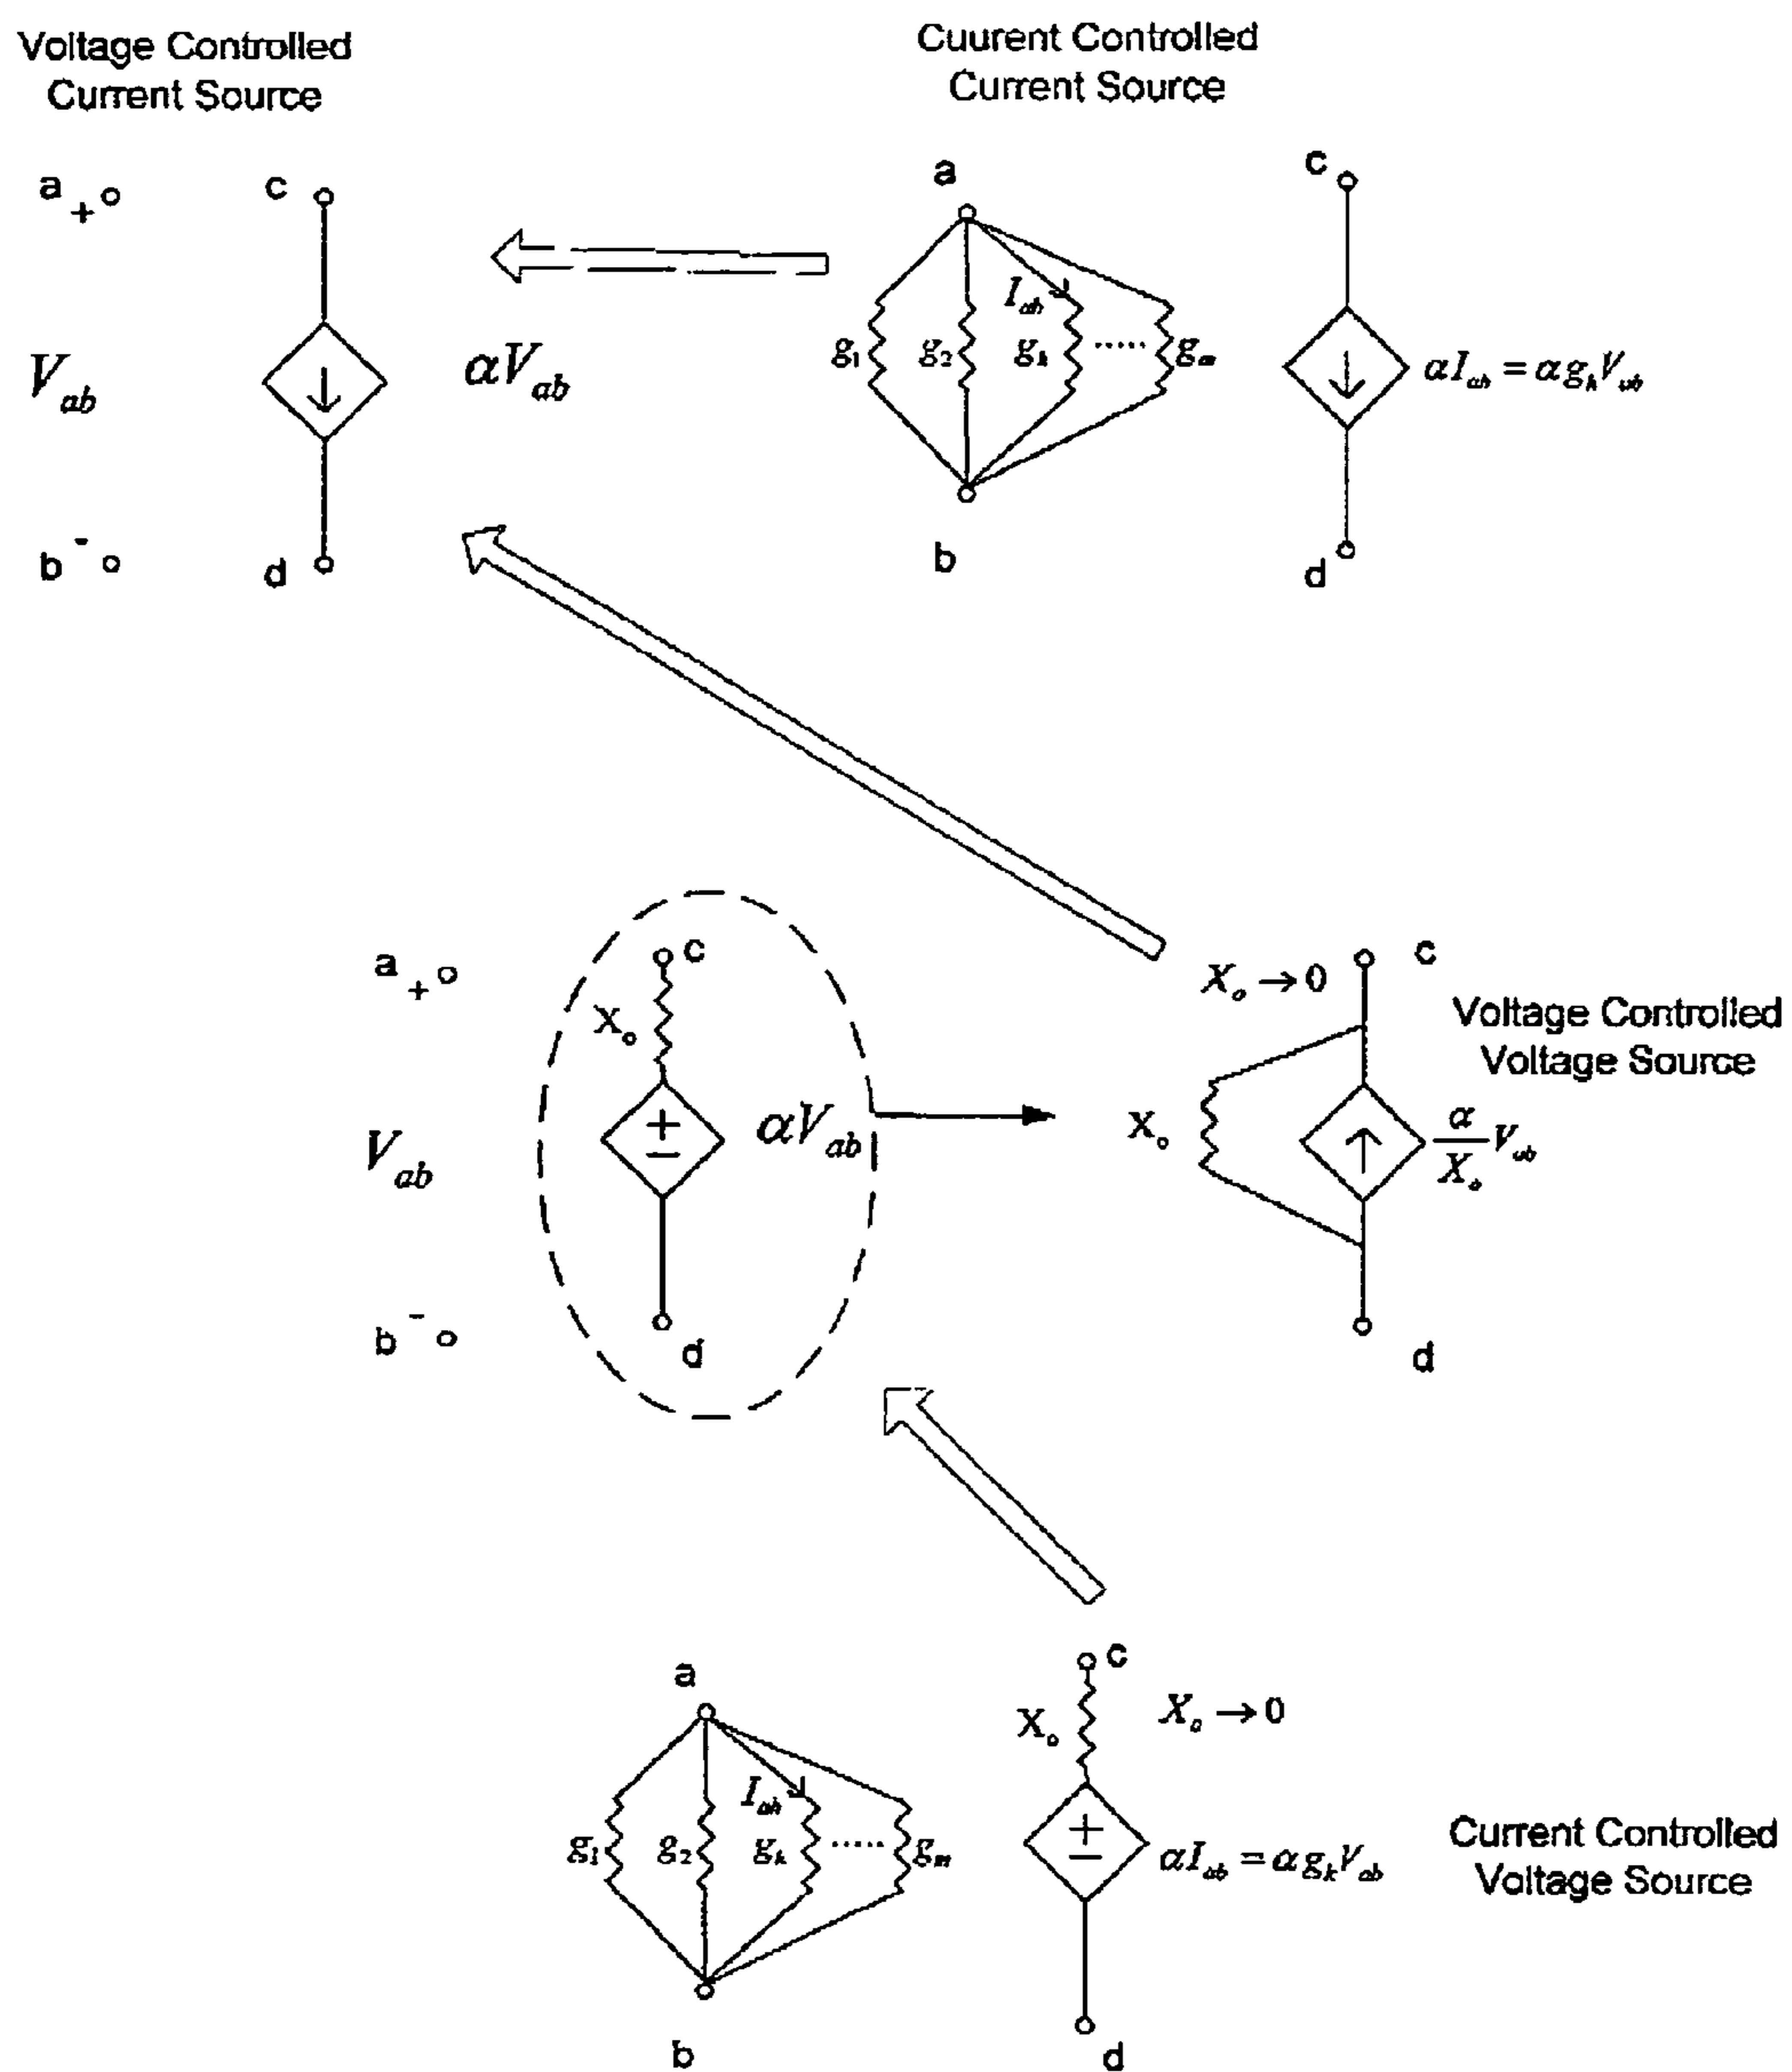 Voltage Controlled
Current Source
Cuurent Controlled
Current Source
a + c
V_ab
αV_ab
b - d
a
I_ab
g_1 g_2 g_k ..... g_m
b
c
αI_ab = αg_kV_ab
d
a + c
X_o
V_ab
+
−
αV_ab
b - d
X_o → 0
c
Voltage Controlled
Voltage Source
X_o
α/X_o V_ab
d
a
I_ab
g_1 g_2 g_k ..... g_m
b
c
X_o
X_o → 0
+
−
αI_ab = αg_kV_ab
d
Current Controlled
Voltage Source